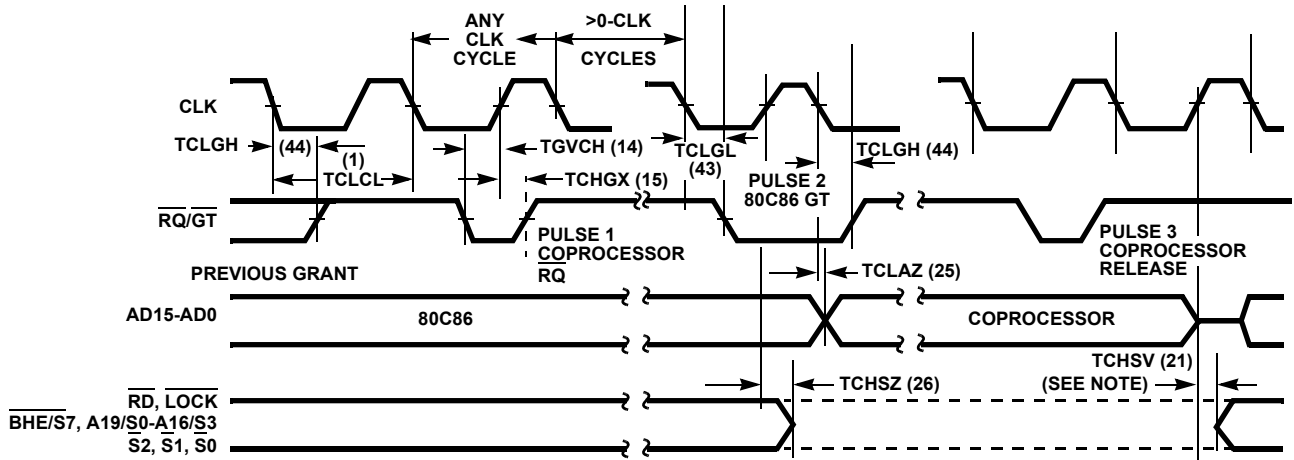 ANY
CLK
CYCLE
>0-CLK
CYCLES
CLK
TCLGH
(44)
(1)
TCLCL
TGVCH (14)
TCHGX (15)
TCLGL
(43)
PULSE 2
80C86 GT
TCLGH (44)
RQ/GT
PREVIOUS GRANT
PULSE 1
COPROCESSOR
RQ
PULSE 3
COPROCESSOR
RELEASE
TCLAZ (25)
AD15-AD0
80C86
COPROCESSOR
TCHSV (21)
(SEE NOTE)
TCHSZ (26)
RD, LOCK
BHE/S7, A19/S0-A16/S3
S2, S1, S0